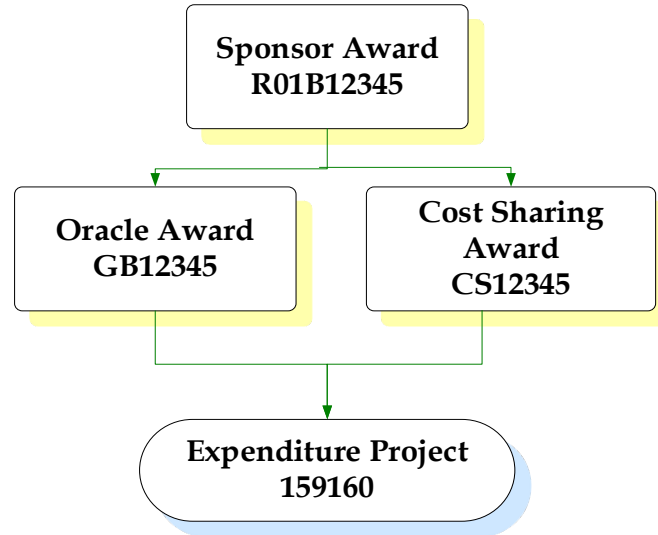 Sponsor Award
R01B12345
Oracle Award
GB12345
Cost Sharing
Award
CS12345
Expenditure Project
159160